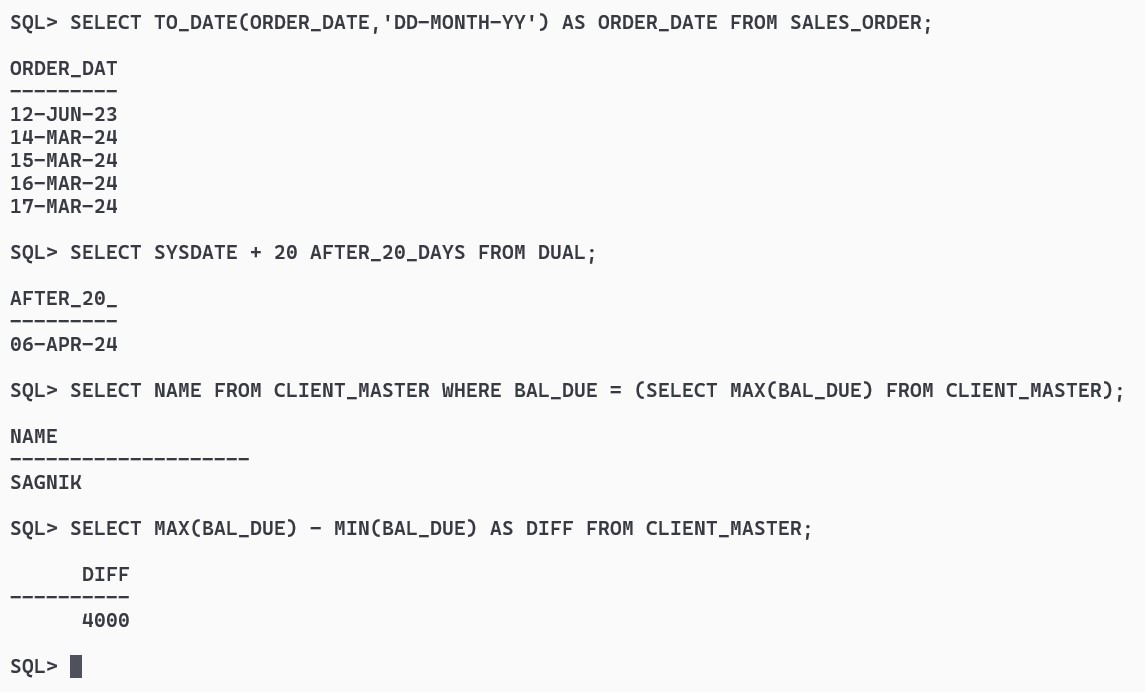 SQL> SELECT TO_DATE(ORDER_DATE,'DD-MONTH-YY') AS ORDER_DATE FROM SALES_ORDER;
ORDER_DAT
---------
12-JUN-23
14-MAR-24
15-MAR-24
16-MAR-24
17-MAR-24
SQL> SELECT SYSDATE + 20 AFTER_20_DAYS FROM DUAL;
AFTER_20_
---------
06-APR-24
SQL> SELECT NAME FROM CLIENT_MASTER WHERE BAL_DUE = (SELECT MAX(BAL_DUE) FROM CLIENT_MASTER);
NAME
--------------------
SAGNIK
SQL> SELECT MAX(BAL_DUE) - MIN(BAL_DUE) AS DIFF FROM CLIENT_MASTER;
      DIFF
----------
      4000
SQL>